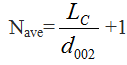 N_ave = L_C / d_002 + 1